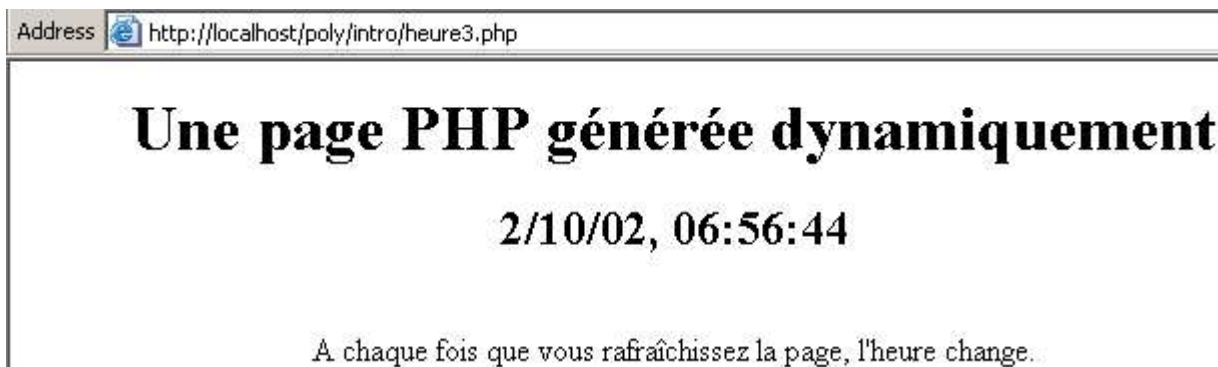 Address http://localhost/poly/intro/heure3.php
Une page PHP générée dynamiquement
2/10/02, 06:56:44
A chaque fois que vous rafraîchissez la page, l'heure change.